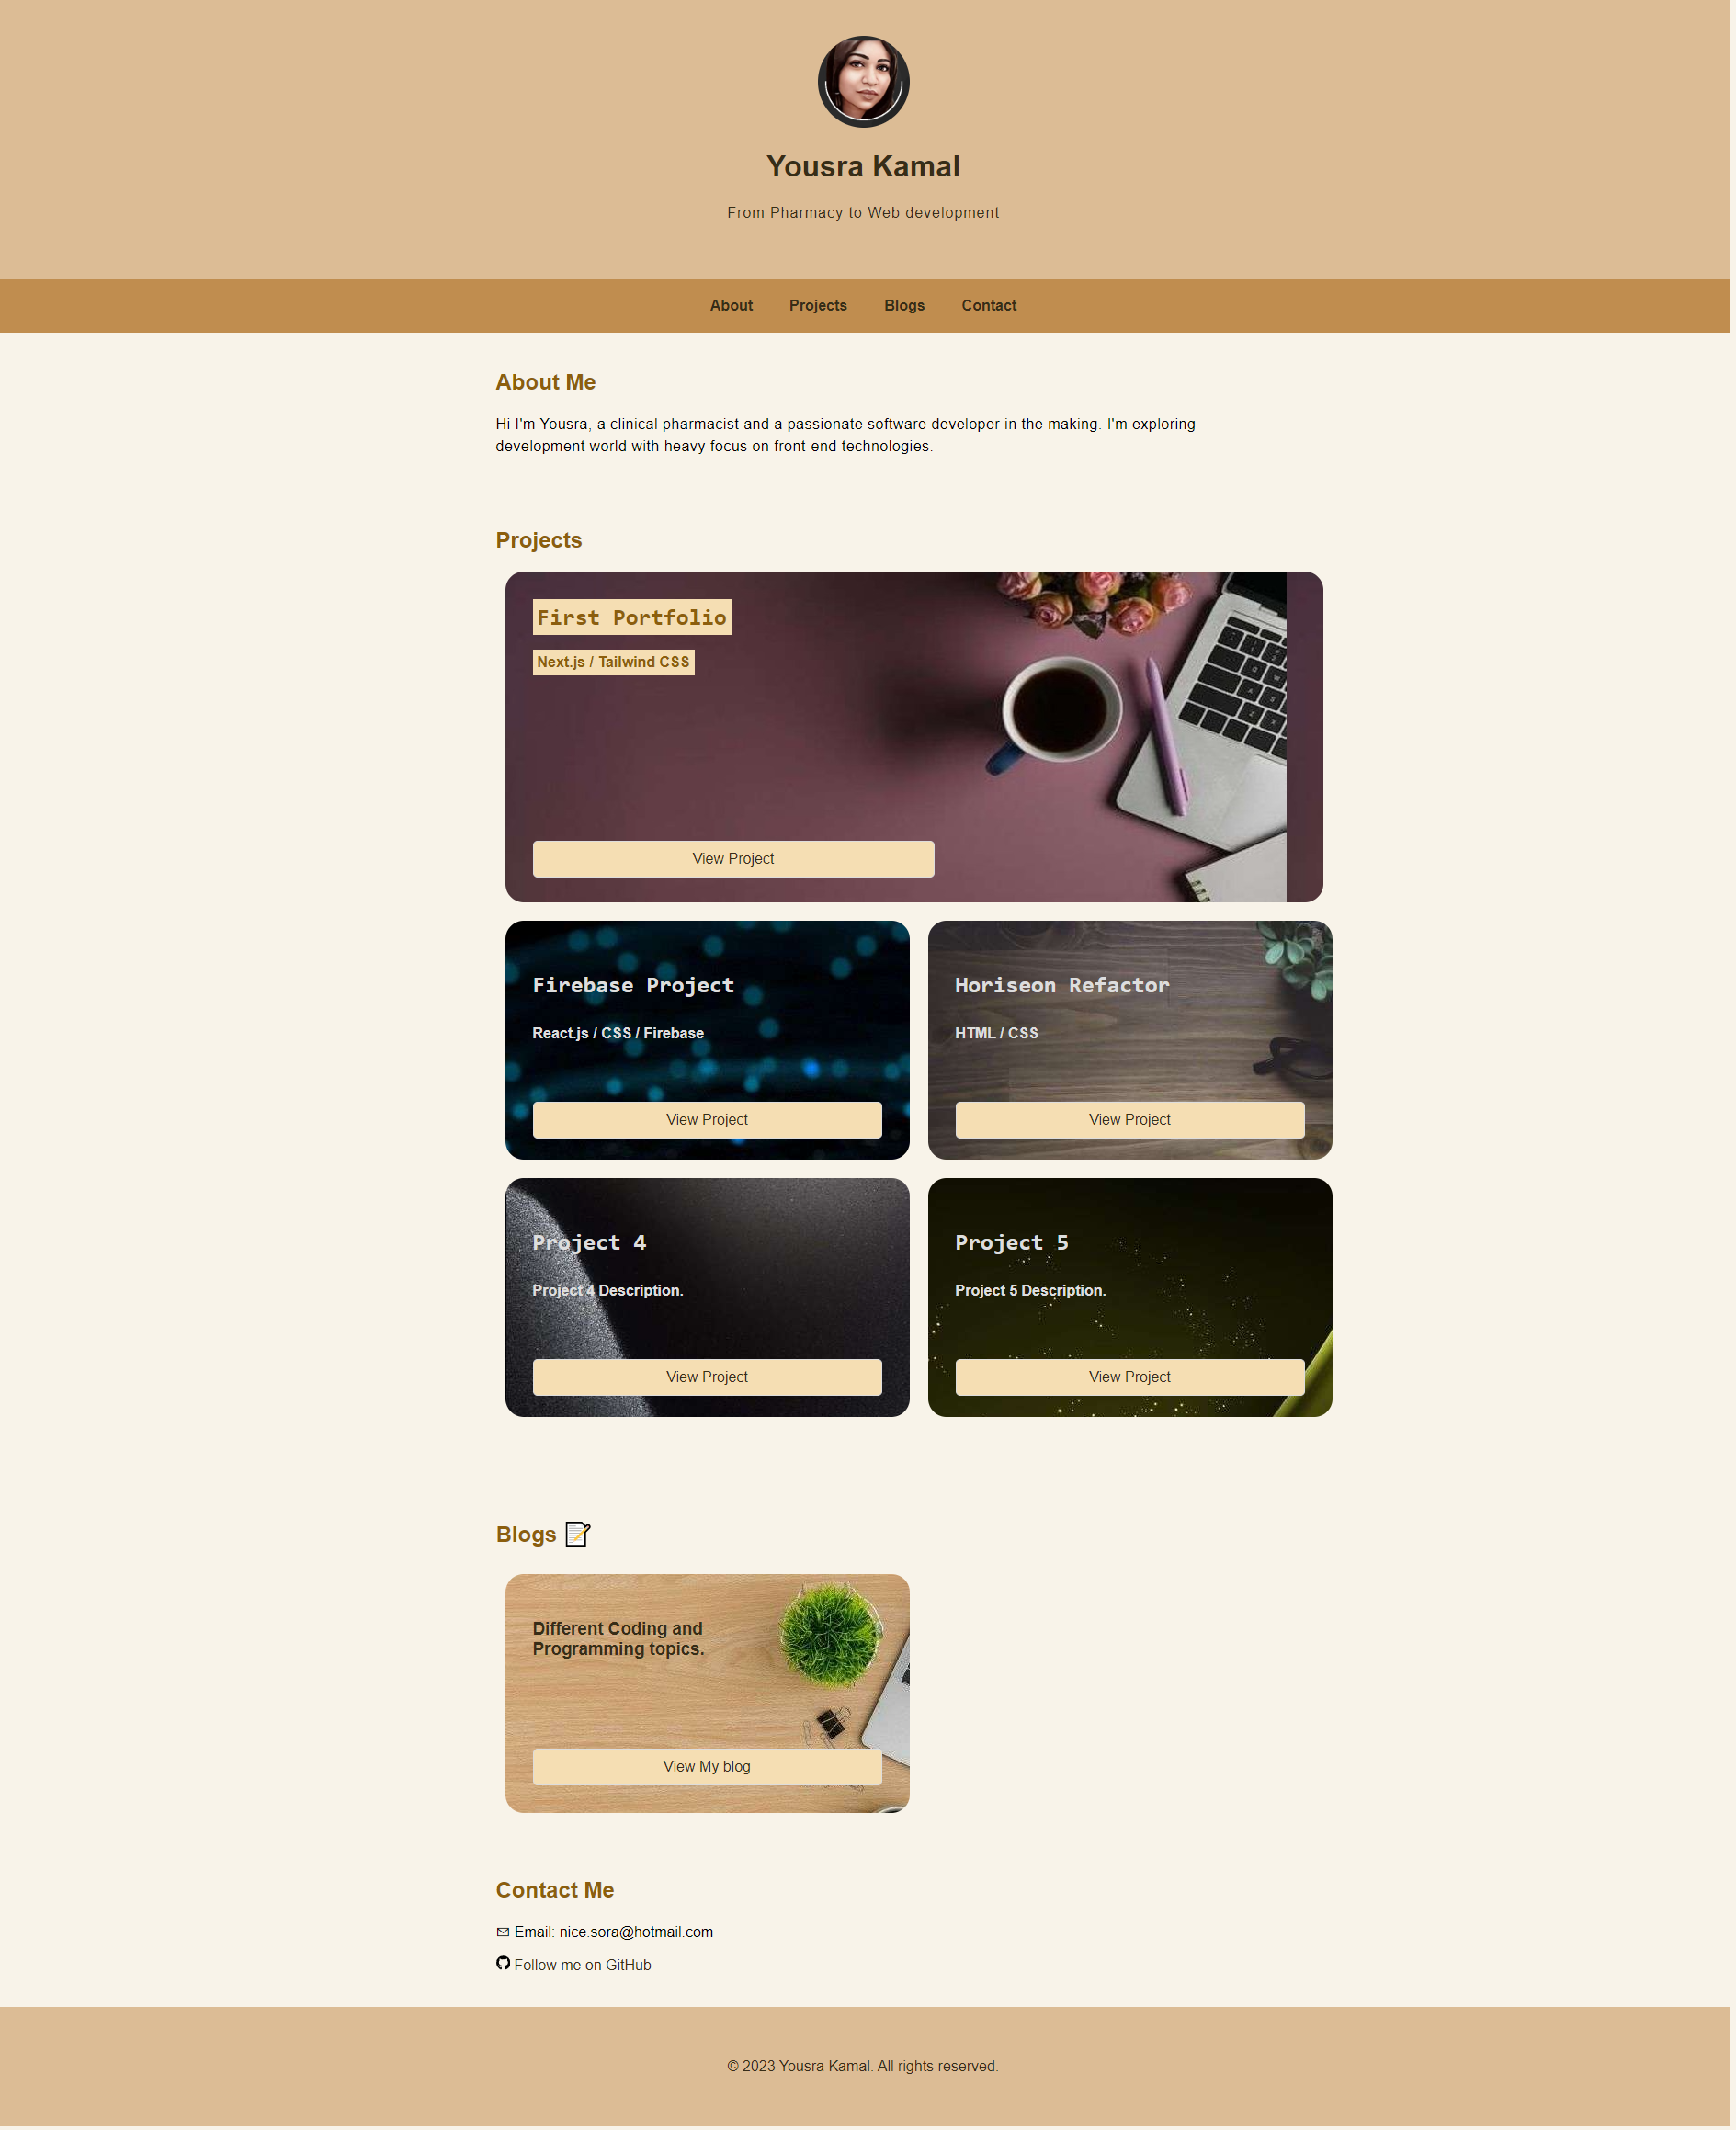 Yousra Kamal
From Pharmacy to Web development
About Projects Blogs Contact
About Me
Hi I'm Yousra, a clinical pharmacist and a passionate software developer in the making. I'm exploring
development world with heavy focus on front-end technologies.
Projects
First Portfolio
Next.js / Tailwind CSS
View Project
Firebase Project
React.js / CSS / Firebase
View Project
Horiseon Refactor
HTML / CSS
View Project
Project 4
Project 4 Description.
View Project
Project 5
Project 5 Description.
View Project
Blogs 📝
Different Coding and
Programming topics.
View My blog
Contact Me
Email: nice.sora@hotmail.com
Follow me on GitHub
© 2023 Yousra Kamal. All rights reserved.